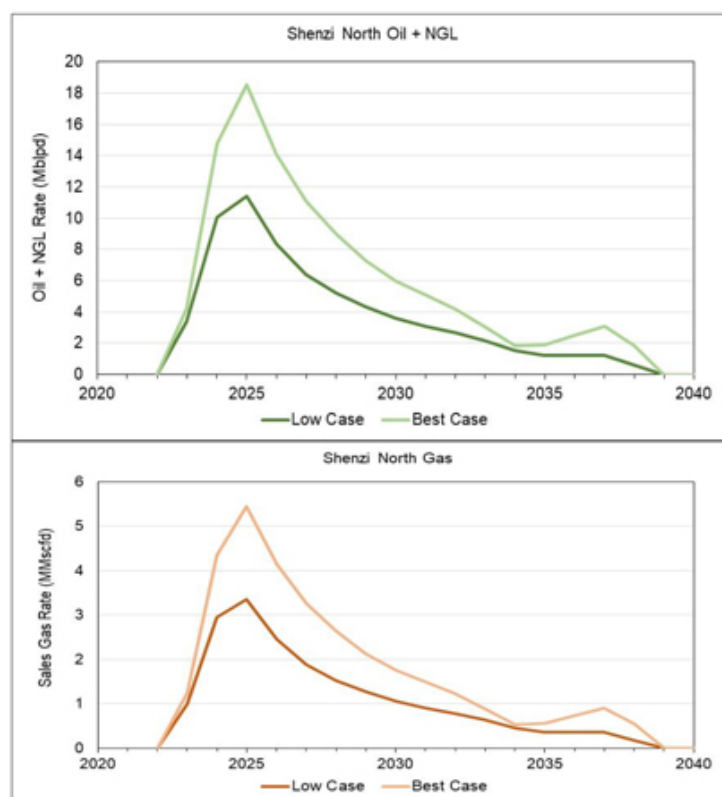 Shenzi North Oil + NGL
Oil + NGL Rate (Mblpd)
20
18
16
14
12
10
8
6
4
2
0
2020 2025 2030 2035 2040
Low Case Best Case
Shenzi North Gas
Sales Gas Rate (MMscfd)
6
5
4
3
2
1
0
2020 2025 2030 2035 2040
Low Case Best Case